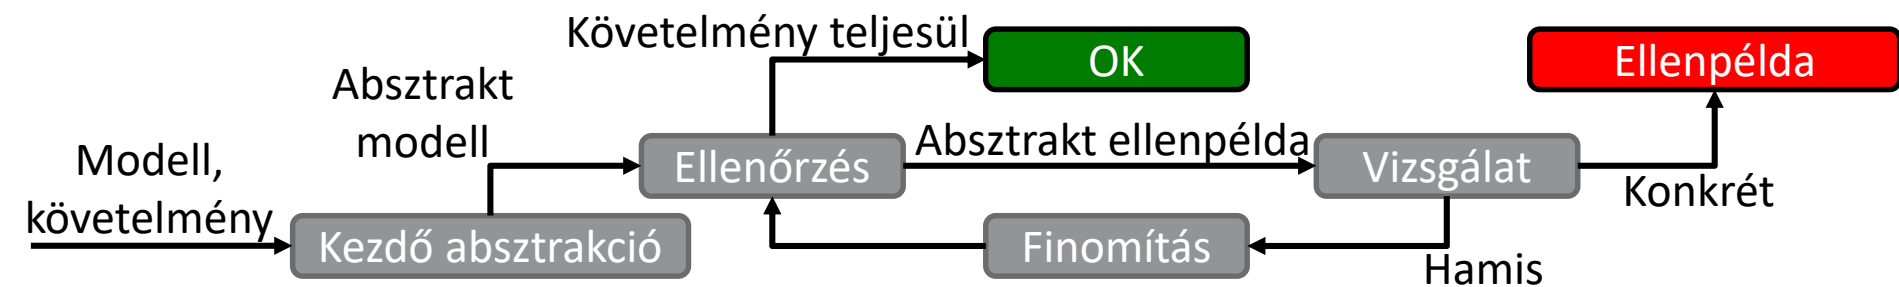 Modell,
követelmény
Kezdő absztrakció
Absztrakt
modell
Ellenőrzés
Követelmény teljesül
OK
Absztrakt ellenpélda
Vizsgálat
Konkrét
Ellenpélda
Hamis
Finomítás